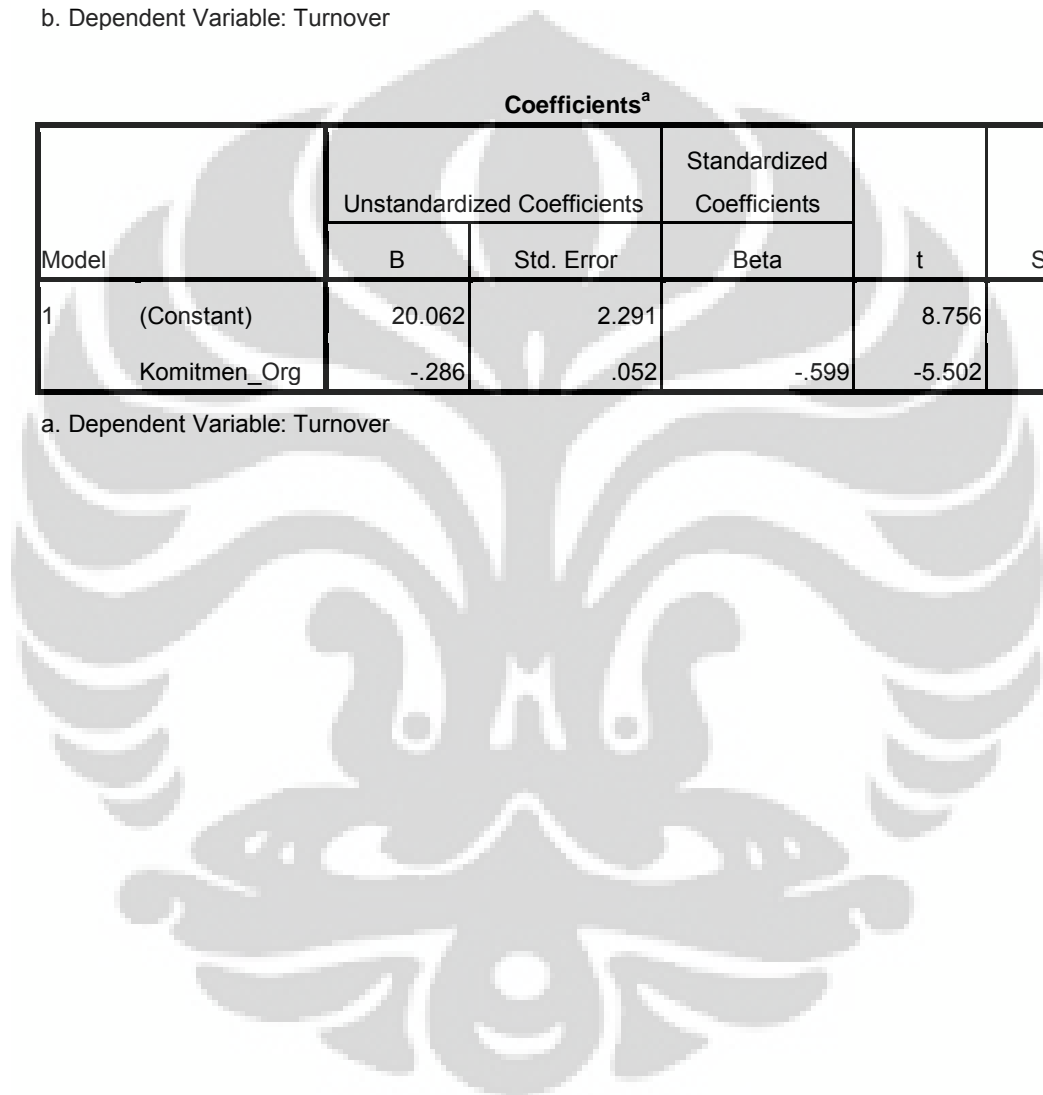 b. Dependent Variable: Turnover
Coefficientsᵃ
Standardized
Unstandardized Coefficients Coefficients
Model B Std. Error Beta t S
1 (Constant) 20.062 2.291 8.756
Komitmen_Org -.286 .052 -.599 -5.502
a. Dependent Variable: Turnover